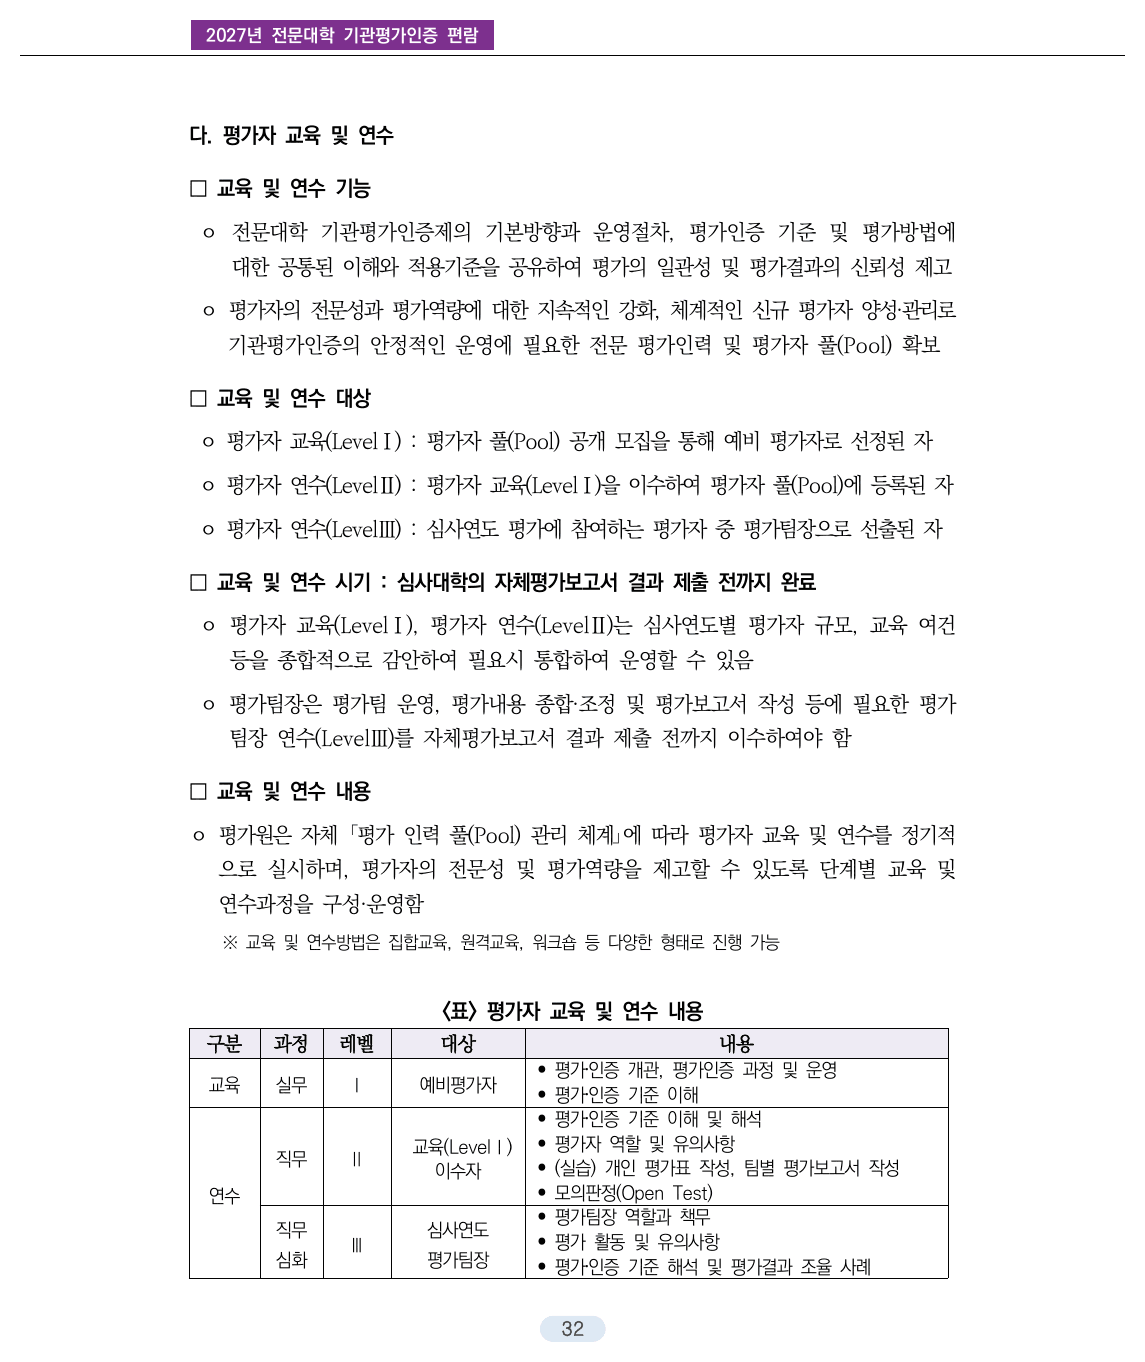 2027년 전문대학 기관평가인증 편람
다. 평가자 교육 및 연수
□ 교육 및 연수 기능
ㅇ 전문대학 기관평가인증제의 기본방향과 운영절차, 평가인증 기준 및 평가방법에
대한 공통된 이해와 적용기준을 공유하여 평가의 일관성 및 평가결과의 신뢰성 제고
ㅇ 평가자의 전문성과 평가역량에 대한 지속적인 강화, 체계적인 신규 평가자 양성·관리로
기관평가인증의 안정적인 운영에 필요한 전문 평가인력 및 평가자 풀(Pool) 확보
□ 교육 및 연수 대상
ㅇ 평가자 교육(LevelⅠ) : 평가자 풀(Pool) 공개 모집을 통해 예비 평가자로 선정된 자
ㅇ 평가자 연수(LevelⅡ) : 평가자 교육(LevelⅠ)을 이수하여 평가자 풀(Pool)에 등록된 자
ㅇ 평가자 연수(LevelⅢ) : 심사연도 평가에 참여하는 평가자 중 평가팀장으로 선출된 자
□ 교육 및 연수 시기 : 심사대학의 자체평가보고서 결과 제출 전까지 완료
ㅇ 평가자 교육(LevelⅠ), 평가자 연수(LevelⅡ)는 심사연도별 평가자 규모, 교육 여건
등을 종합적으로 감안하여 필요시 통합하여 운영할 수 있음
ㅇ 평가팀장은 평가팀 운영, 평가내용 종합·조정 및 평가보고서 작성 등에 필요한 평가
팀장 연수(LevelⅢ)를 자체평가보고서 결과 제출 전까지 이수하여야 함
□ 교육 및 연수 내용
ㅇ 평가원은 자체 「평가 인력 풀(Pool) 관리 체계」에 따라 평가자 교육 및 연수를 정기적
으로 실시하며, 평가자의 전문성 및 평가역량을 제고할 수 있도록 단계별 교육 및
연수과정을 구성·운영함
※ 교육 및 연수방법은 집합교육, 원격교육, 워크숍 등 다양한 형태로 진행 가능
<표> 평가자 교육 및 연수 내용
구분 과정 레벨 대상 내용
교육 실무 Ⅰ 예비평가자
• 평가·인증 개관, 평가인증 과정 및 운영
• 평가·인증 기준 이해
연수
직무 Ⅱ
교육(LevelⅠ)
이수자
• 평가·인증 기준 이해 및 해석
• 평가자 역할 및 유의사항
• (실습) 개인 평가표 작성, 팀별 평가보고서 작성
• 모의판정(Open Test)
직무
심화
Ⅲ
심사연도
평가팀장
• 평가팀장 역할과 책무
• 평가 활동 및 유의사항
• 평가·인증 기준 해석 및 평가결과 조율 사례
32